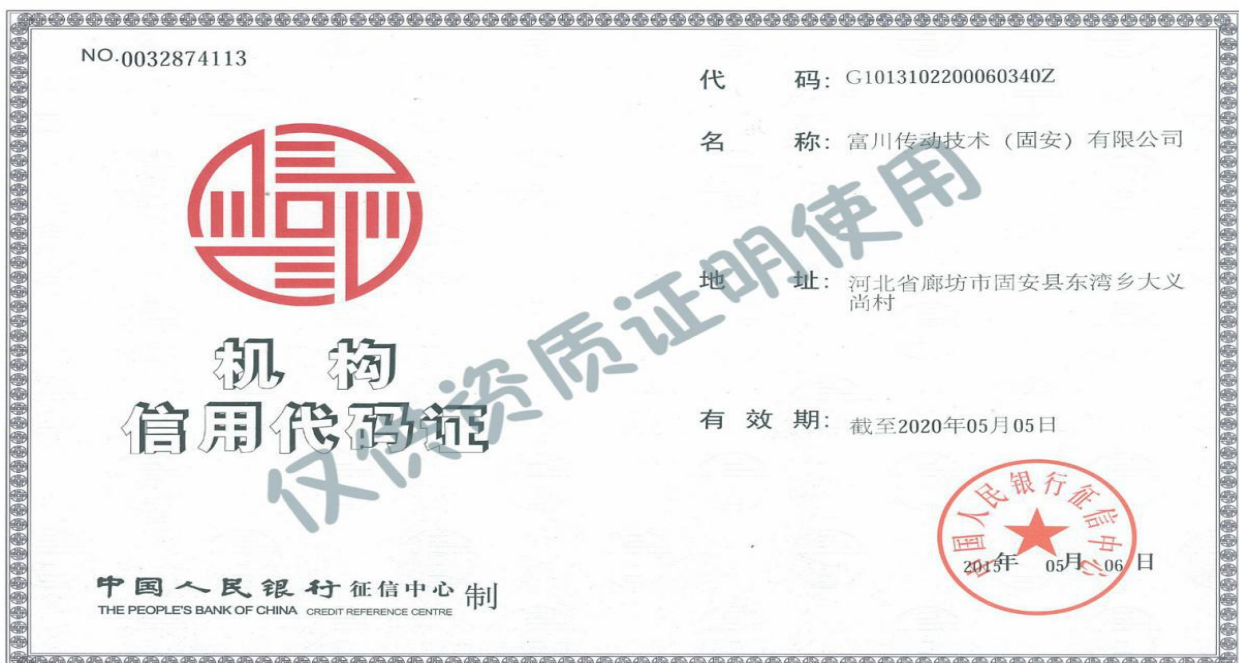 NO.0032874113
机构
信用代码证
中国人民银行征信中心制
THE PEOPLE'S BANK OF CHINA CREDIT REFERENCE CENTRE
代码：G1013102200060340Z
名称：富川传动技术（固安）有限公司
地址：河北省廊坊市固安县东湾乡大义
尚村
有效期：截至2020年05月05日
中国人民银行征信中心
2015年 05月 06日
仅供资质证明使用